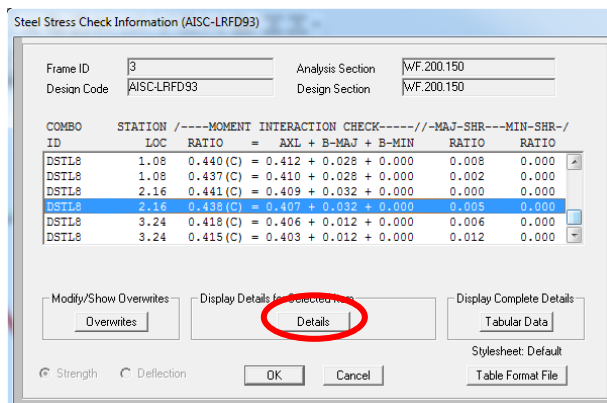 Steel Stress Check Information (AISC-LRFD93)
Frame ID 3 Analysis Section WF.200.150
Design Code AISC-LRFD93 Design Section WF.200.150
COMBO STATION /----MOMENT INTERACTION CHECK-----//-MAJ-SHR---MIN-SHR-/
ID LOC RATIO = AXL + B-MAJ + B-MIN RATIO RATIO
DSTL8 1.08 0.440(C) = 0.412 + 0.028 + 0.000 0.008 0.000
DSTL8 1.08 0.437(C) = 0.410 + 0.028 + 0.000 0.002 0.000
DSTL8 2.16 0.441(C) = 0.409 + 0.032 + 0.000 0.000 0.000
DSTL8 2.16 0.438(C) = 0.407 + 0.032 + 0.000 0.005 0.000
DSTL8 3.24 0.418(C) = 0.406 + 0.012 + 0.000 0.006 0.000
DSTL8 3.24 0.415(C) = 0.403 + 0.012 + 0.000 0.012 0.000
Modify/Show Overwrites Display Details for Selected Item Display Complete Details
Overwrites Details Tabular Data
Stylesheet: Default
Strength Deflection OK Cancel Table Format File